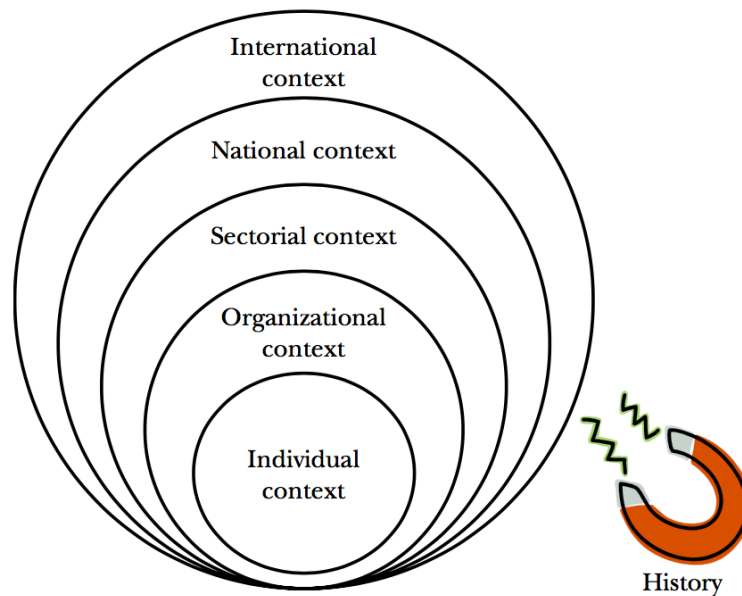 International
context
National context
Sectorial context
Organizational
context
Individual
context
History